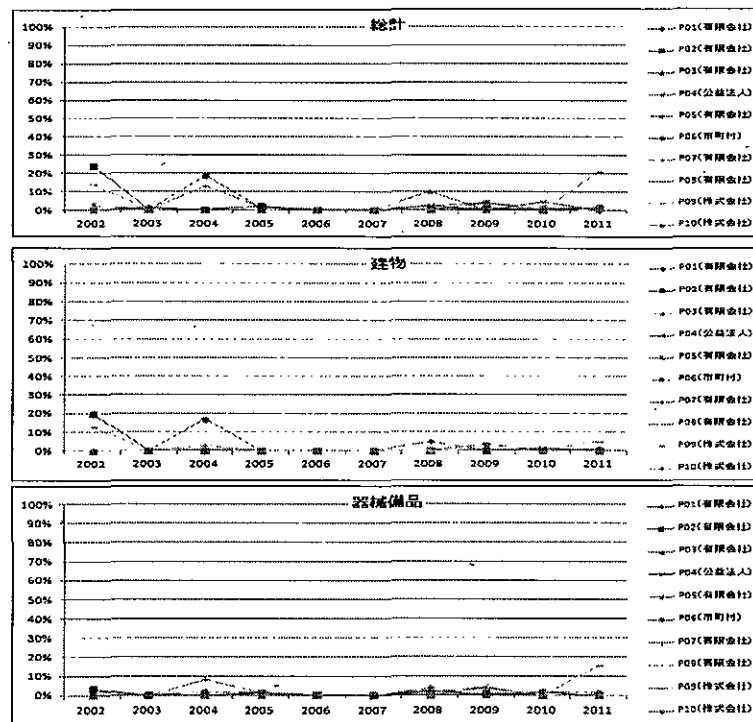 総計
100%
90%
80%
70%
60%
50%
40%
30%
20%
10%
0%
2002 2003 2004 2005 2006 2007 2008 2009 2010 2011
P01(有限会社)
P02(有限会社)
P03(有限会社)
P04(公益法人)
P05(有限会社)
P06(市町村)
P07(有限会社)
P08(有限会社)
P09(株式会社)
P10(株式会社)
建物
100%
90%
80%
70%
60%
50%
40%
30%
20%
10%
0%
2002 2003 2004 2005 2006 2007 2008 2009 2010 2011
P01(有限会社)
P02(有限会社)
P03(有限会社)
P04(公益法人)
P05(有限会社)
P06(市町村)
P07(有限会社)
P08(有限会社)
P09(株式会社)
P10(株式会社)
器械備品
100%
90%
80%
70%
60%
50%
40%
30%
20%
10%
0%
2002 2003 2004 2005 2006 2007 2008 2009 2010 2011
P01(有限会社)
P02(有限会社)
P03(有限会社)
P04(公益法人)
P05(有限会社)
P06(市町村)
P07(有限会社)
P08(有限会社)
P09(株式会社)
P10(株式会社)